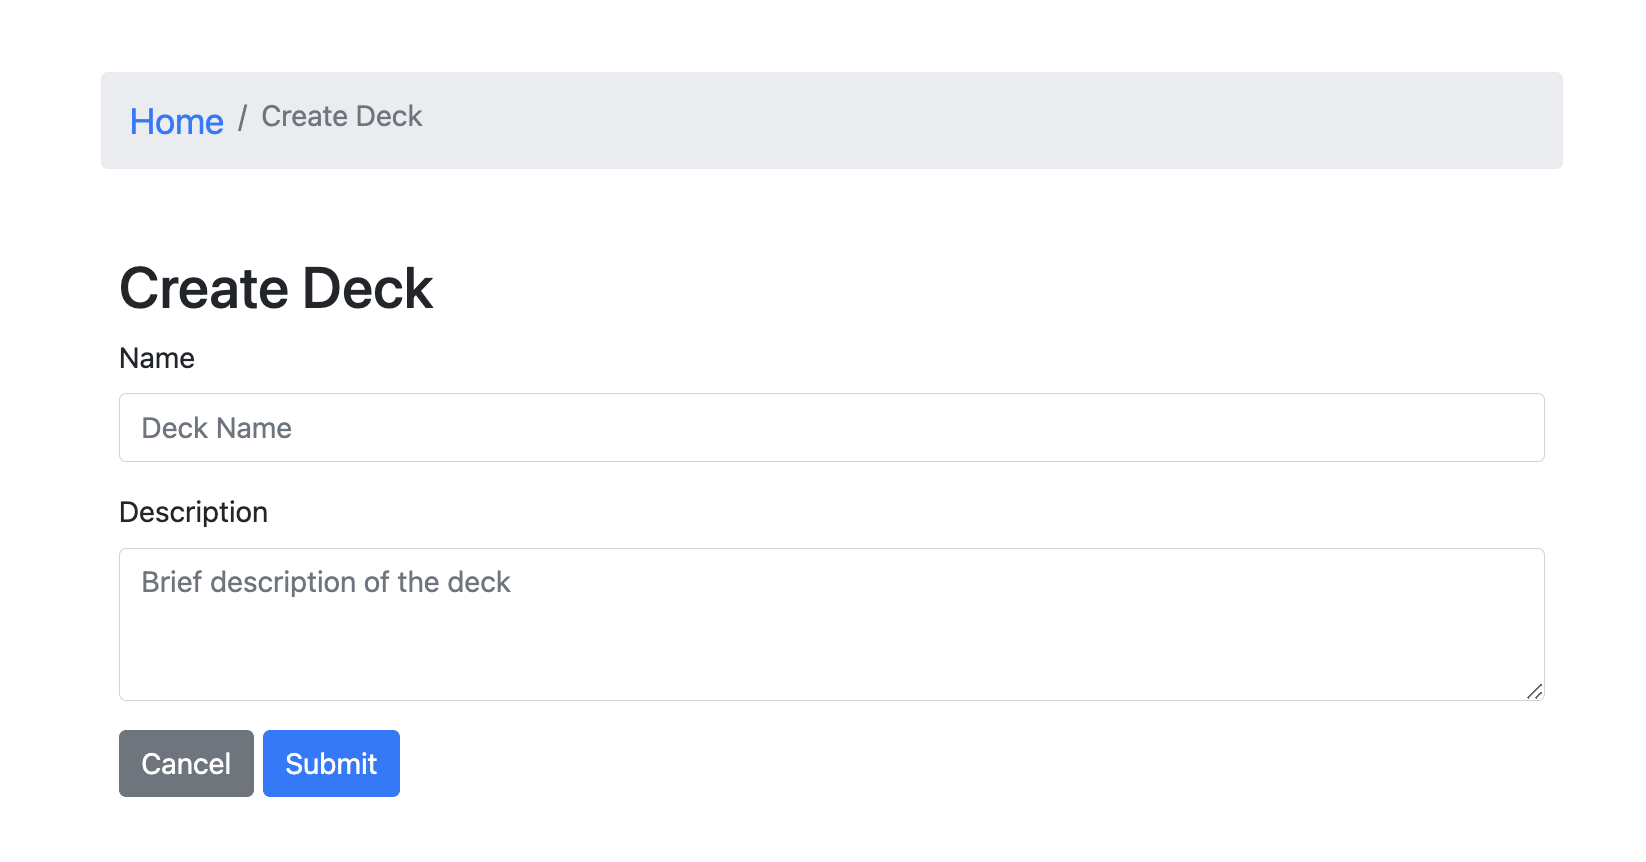 Home / Create Deck
Create Deck
Name
Deck Name
Description
Brief description of the deck
Cancel Submit